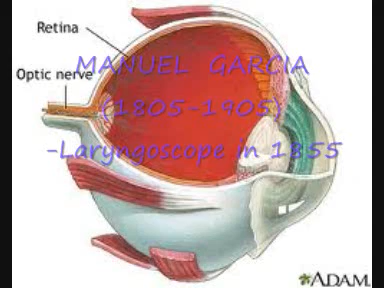 Retina
Optic nerve
MANUEL GARCIA
(1805-1905)
-Laryngoscope in 1855
ADAM.